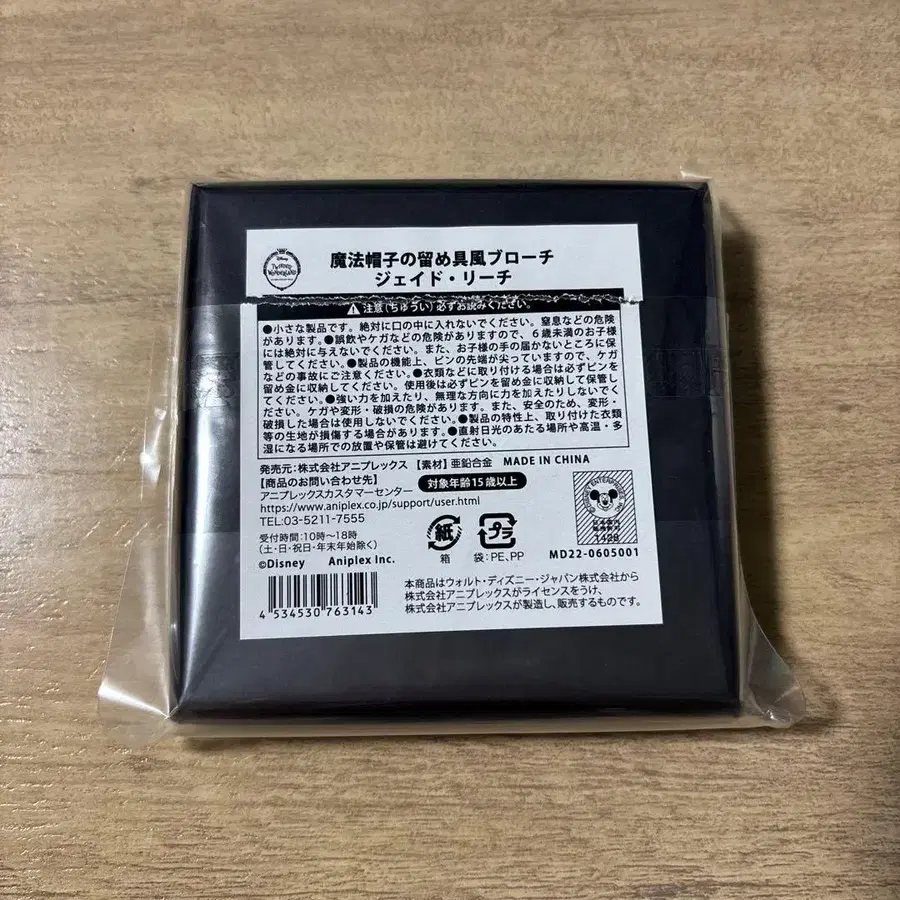 Disney
TWISTED
WONDERLAND
魔法帽子の留め具風ブローチ
ジェイド・リーチ
注意(ちゅうい)必ずお読みください
●小さな製品です。絶対に口の中に入れないでください。窒息などの危険
があります。●誤飲やケガなどの危険がありますので、6歳未満のお子様
には絶対に与えないでください。また、お子様の手の届かないところに保
管してください。●製品の機能上、ピンの先端が尖っていますので、ケガ
などの事故にご注意ください。●衣類などに取り付ける場合は必ずピンを
留め金に収納してください。使用後は必ずピンを留め金に収納して保管し
てください。●強い力を加えたり、無理な方向に力を加えたりしないでく
ださい。ケガや変形・破損の危険があります。また、安全のため、変形・
破損した場合は使用しないでください。●製品の特性上、取り付けた衣類
等の生地が損傷する場合があります。●直射日光のあたる場所や高温・多
湿になる場所での放置や保管は避けてください。
発売元:株式会社アニプレックス 【素材】亜鉛合金 MADE IN CHINA
【商品のお問い合わせ先】 対象年齢15歳以上
アニプレックスカスタマーセンター
https://www.aniplex.co.jp/support/user.html
TEL:03-5211-7555
受付時間:10時〜18時
(土・日・祝日・年末年始除く)
©Disney Aniplex Inc.
紙
箱
プラ
袋:PE,PP
MD22-0605001
4 534530 763143
本商品はウォルト・ディズニー・ジャパン株式会社から
株式会社アニプレックスがライセンスをうけ、
株式会社アニプレックスが製造し、販売するものです。